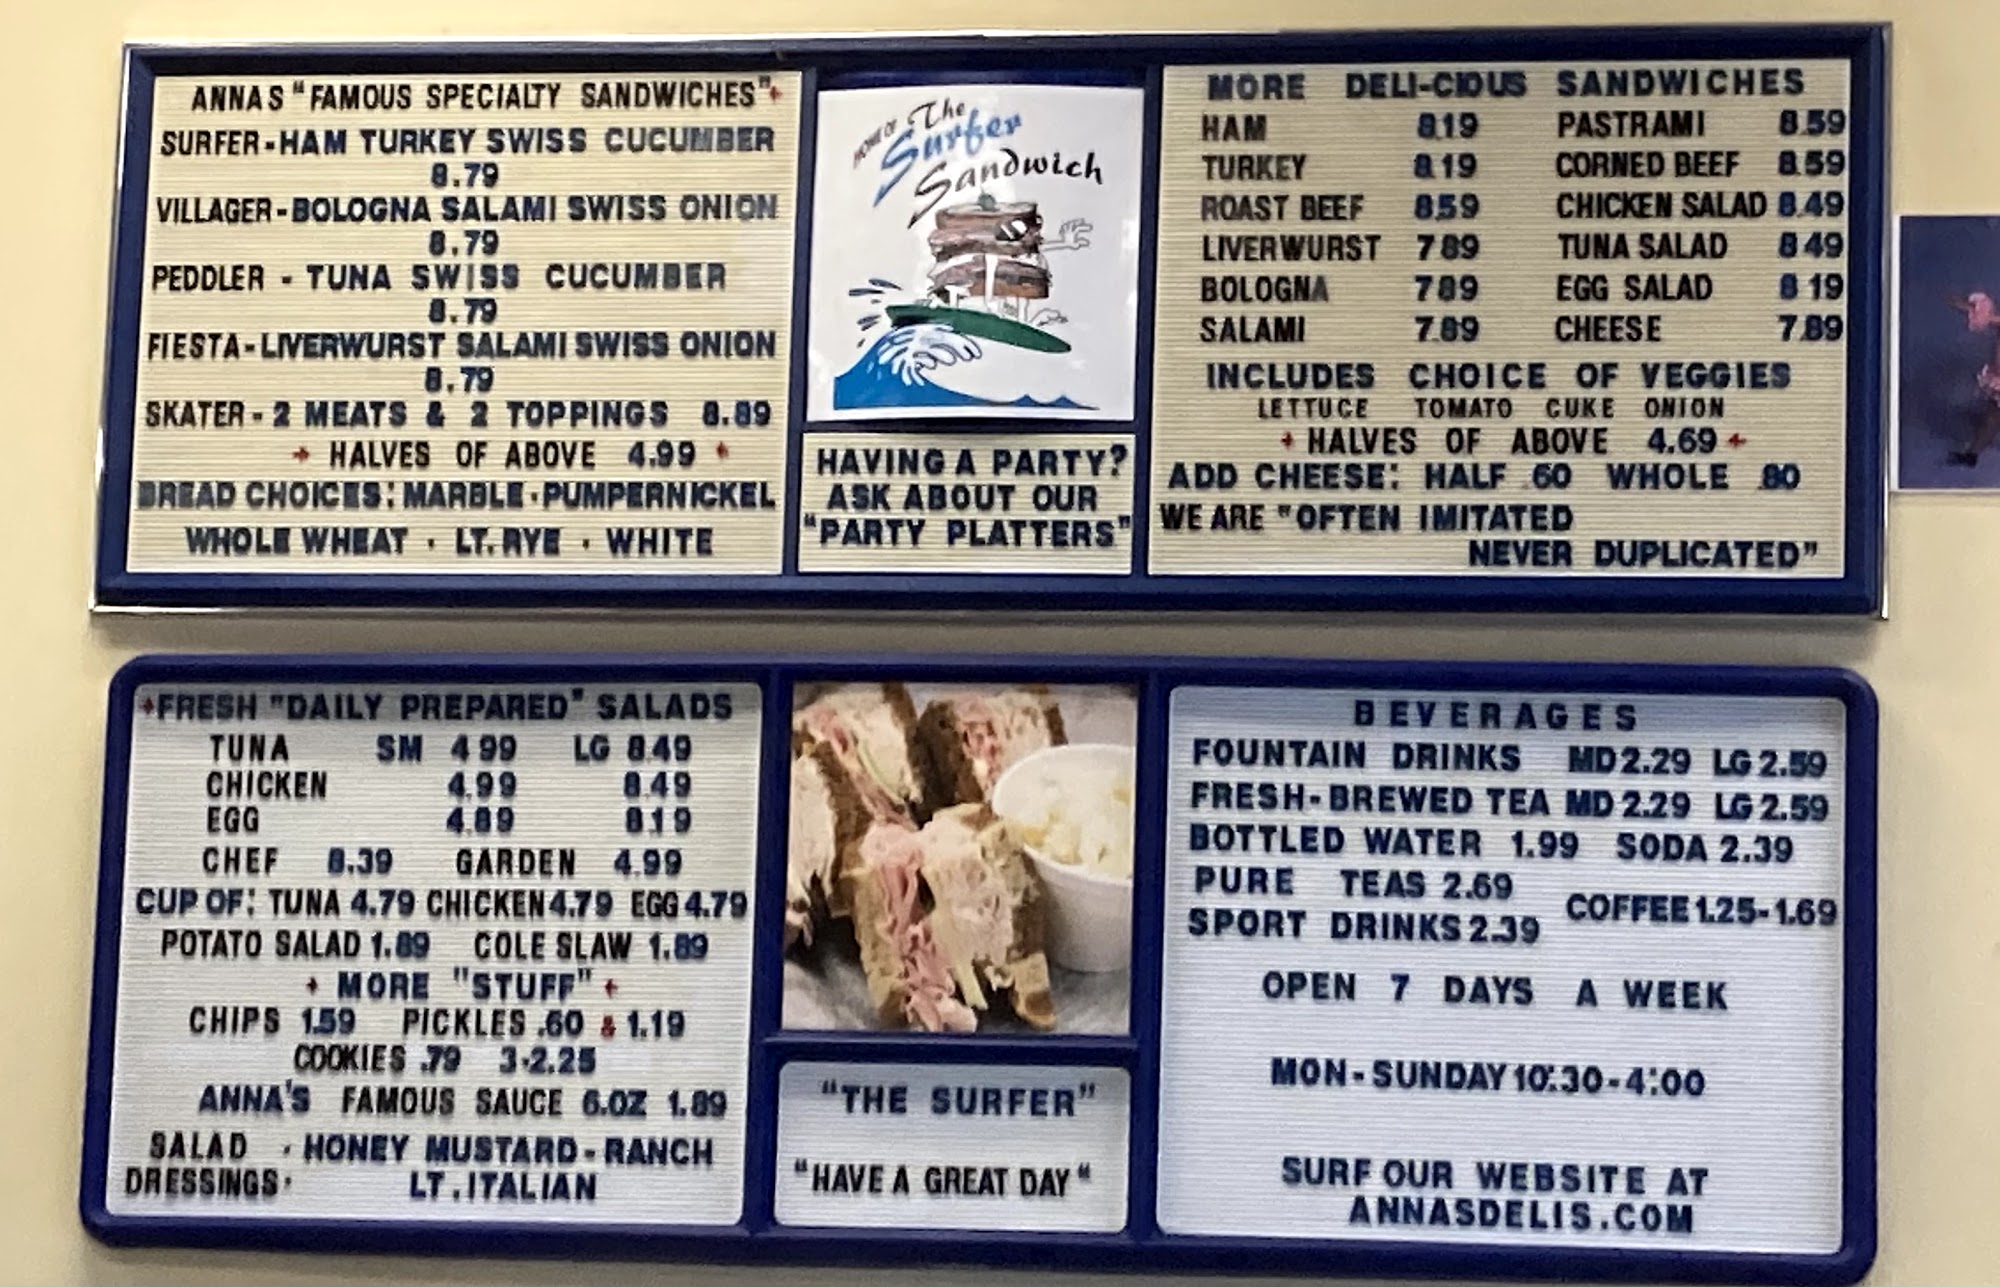 ANNAS "FAMOUS SPECIALTY SANDWICHES"
SURFER-HAM TURKEY SWISS CUCUMBER
8.79
VILLAGER-BOLOGNA SALAMI SWISS ONION
8.79
PEDDLER - TUNA SWISS CUCUMBER
8.79
FIESTA-LIVERWURST SALAMI SWISS ONION
8.79
SKATER-2 MEATS & 2 TOPPINGS 8.89
HALVES OF ABOVE 4.99
BREAD CHOICES: MARBLE·PUMPERNICKEL
WHOLE WHEAT · LT. RYE · WHITE
HOME OF The
Surfer
Sandwich
HAVING A PARTY?
ASK ABOUT OUR
"PARTY PLATTERS"
MORE DELI-CIOUS SANDWICHES
HAM 8.19 PASTRAMI 8.59
TURKEY 8.19 CORNED BEEF 8.59
ROAST BEEF 8.59 CHICKEN SALAD 8.49
LIVERWURST 7 89 TUNA SALAD 8 49
BOLOGNA 7 89 EGG SALAD 8 19
SALAMI 7.89 CHEESE 7.89
INCLUDES CHOICE OF VEGGIES
LETTUCE TOMATO CUKE ONION
HALVES OF ABOVE 4.69
ADD CHEESE: HALF .60 WHOLE .80
WE ARE "OFTEN IMITATED
NEVER DUPLICATED"
FRESH "DAILY PREPARED" SALADS
TUNA SM 4 99 LG 8.49
CHICKEN 4.99 8.49
EGG 4.89 8.19
CHEF 8.39 GARDEN 4.99
CUP OF: TUNA 4.79 CHICKEN 4.79 EGG 4.79
POTATO SALAD 1.89 COLE SLAW 1.89
MORE "STUFF"
CHIPS 1.59 PICKLES .60 & 1.19
COOKIES .79 3-2.25
ANNA'S FAMOUS SAUCE 6.OZ 1.89
SALAD · HONEY MUSTARD-RANCH
DRESSINGS· LT.ITALIAN
"THE SURFER"
"HAVE A GREAT DAY"
BEVERAGES
FOUNTAIN DRINKS MD 2.29 LG 2.59
FRESH-BREWED TEA MD 2.29 LG 2.59
BOTTLED WATER 1.99 SODA 2.39
PURE TEAS 2.69
COFFEE 1.25-1.69
SPORT DRINKS 2.39
OPEN 7 DAYS A WEEK
MON-SUNDAY 10:30-4:00
SURF OUR WEBSITE AT
ANNASDELIS.COM